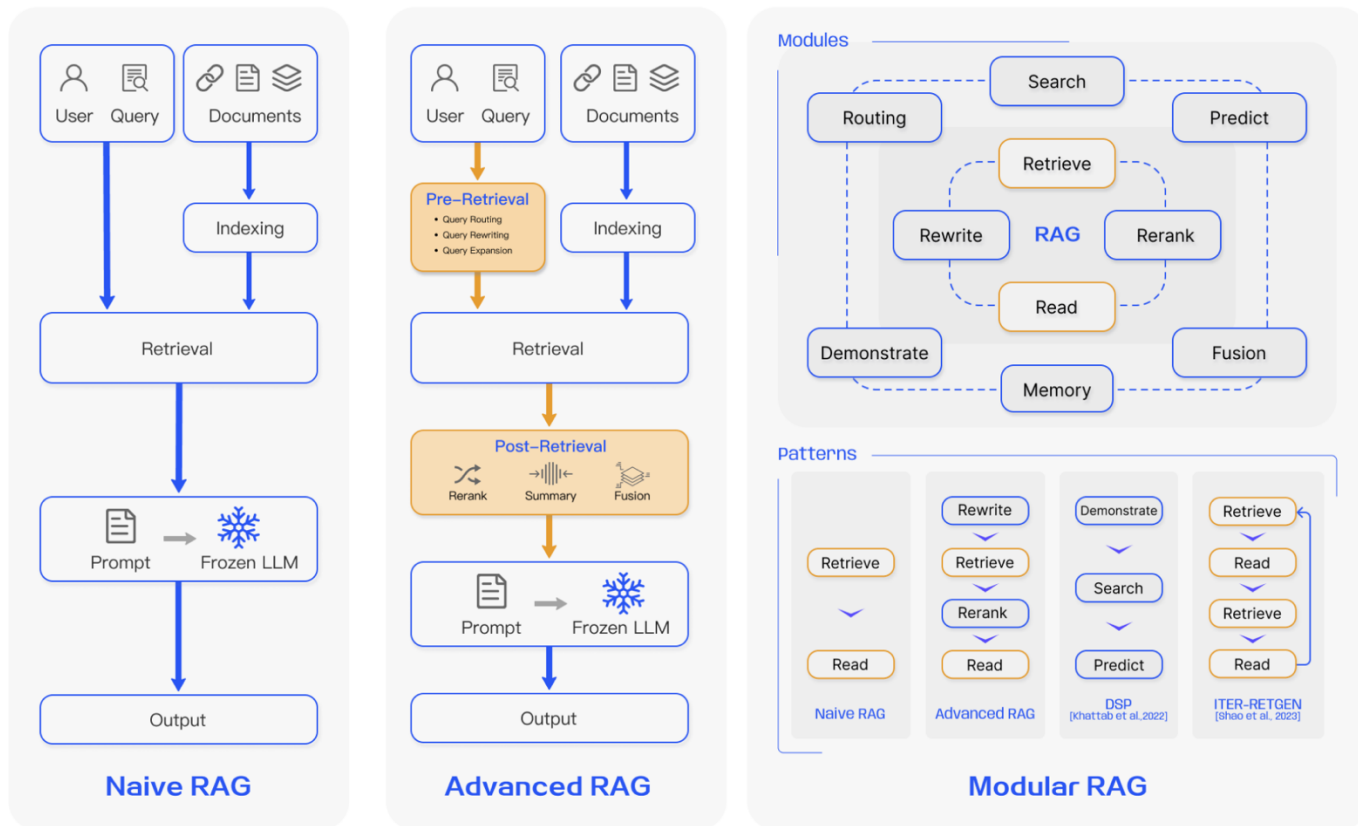 User Query
Documents
Indexing
Retrieval
Prompt
Frozen LLM
Output
Naive RAG
User Query
Documents
Pre-Retrieval
• Query Routing
• Query Rewriting
• Query Expansion
Indexing
Retrieval
Post-Retrieval
Rerank
Summary
Fusion
Prompt
Frozen LLM
Output
Advanced RAG
Modules
Search
Routing
Predict
Retrieve
Rewrite
RAG
Rerank
Read
Demonstrate
Fusion
Memory
Patterns
Retrieve
Read
Naive RAG
Rewrite
Retrieve
Rerank
Read
Advanced RAG
Demonstrate
Search
Predict
DSP
[Khattab et al.,2022]
Retrieve
Read
Retrieve
Read
ITER-RETGEN
[Shao et al., 2023]
Modular RAG